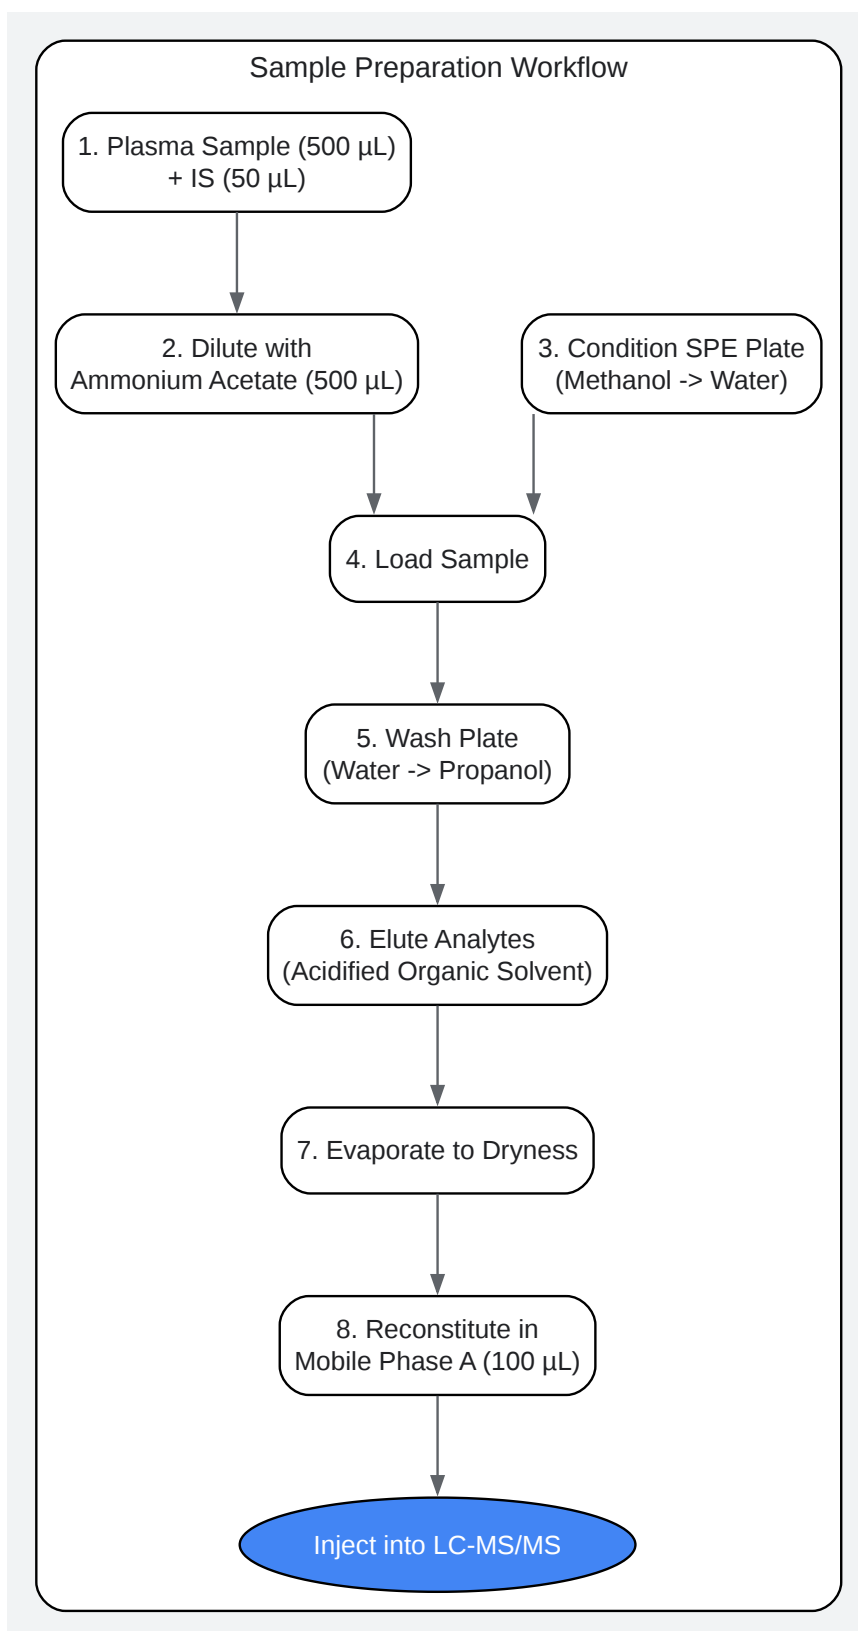 Sample Preparation Workflow
1. Plasma Sample (500 µL)
+ IS (50 µL)
2. Dilute with
Ammonium Acetate (500 µL)
3. Condition SPE Plate
(Methanol -> Water)
4. Load Sample
5. Wash Plate
(Water -> Propanol)
6. Elute Analytes
(Acidified Organic Solvent)
7. Evaporate to Dryness
8. Reconstitute in
Mobile Phase A (100 µL)
Inject into LC-MS/MS